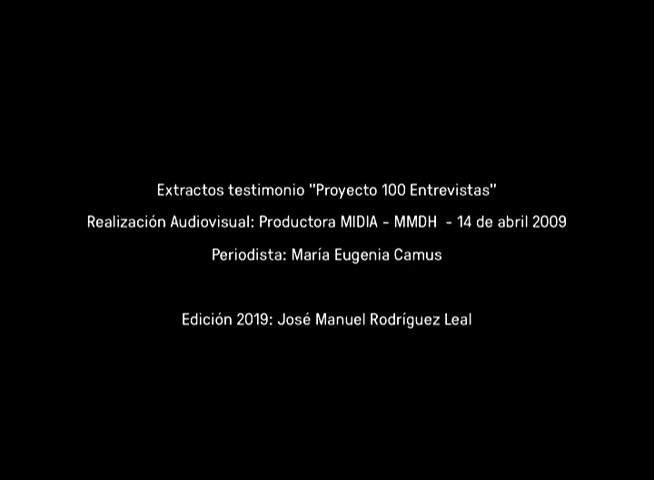 Extractos testimonio "Proyecto 100 Entrevistas"
Realización Audiovisual: Productora MIDIA - MMDH - 14 de abril 2009
Periodista: María Eugenia Camus
Edición 2019: José Manuel Rodríguez Leal